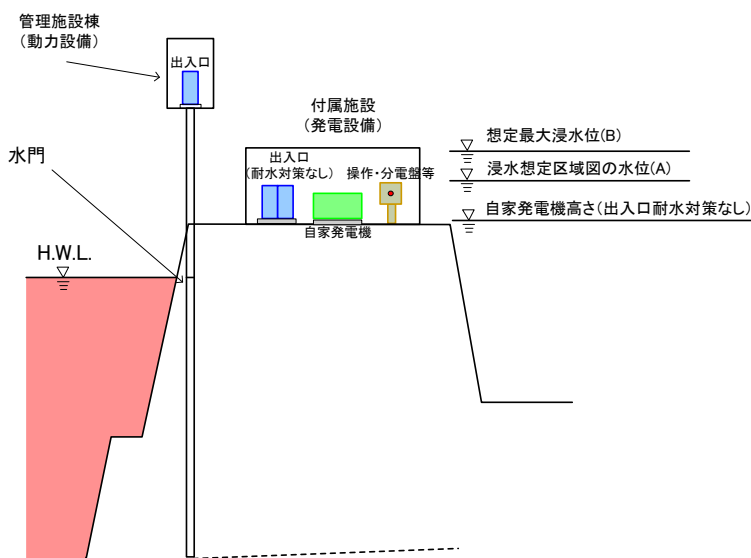 管理施設棟
(動力設備)
出入口
付属施設
(発電設備)
想定最大浸水位(B)
水門
出入口
(耐水対策なし)
操作・分電盤等
浸水想定区域図の水位(A)
自家発電機高さ(出入口耐水対策なし)
自家発電機
H.W.L.